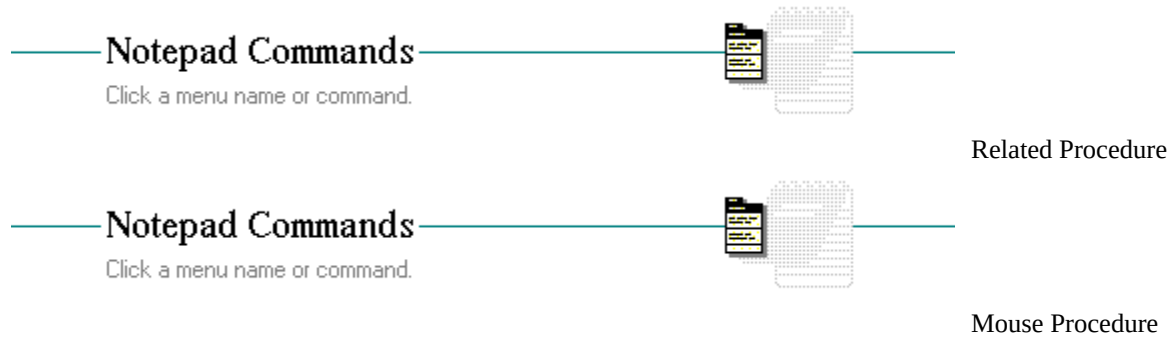 Notepad Commands
Click a menu name or command.
Related Procedure
Notepad Commands
Click a menu name or command.
Mouse Procedure